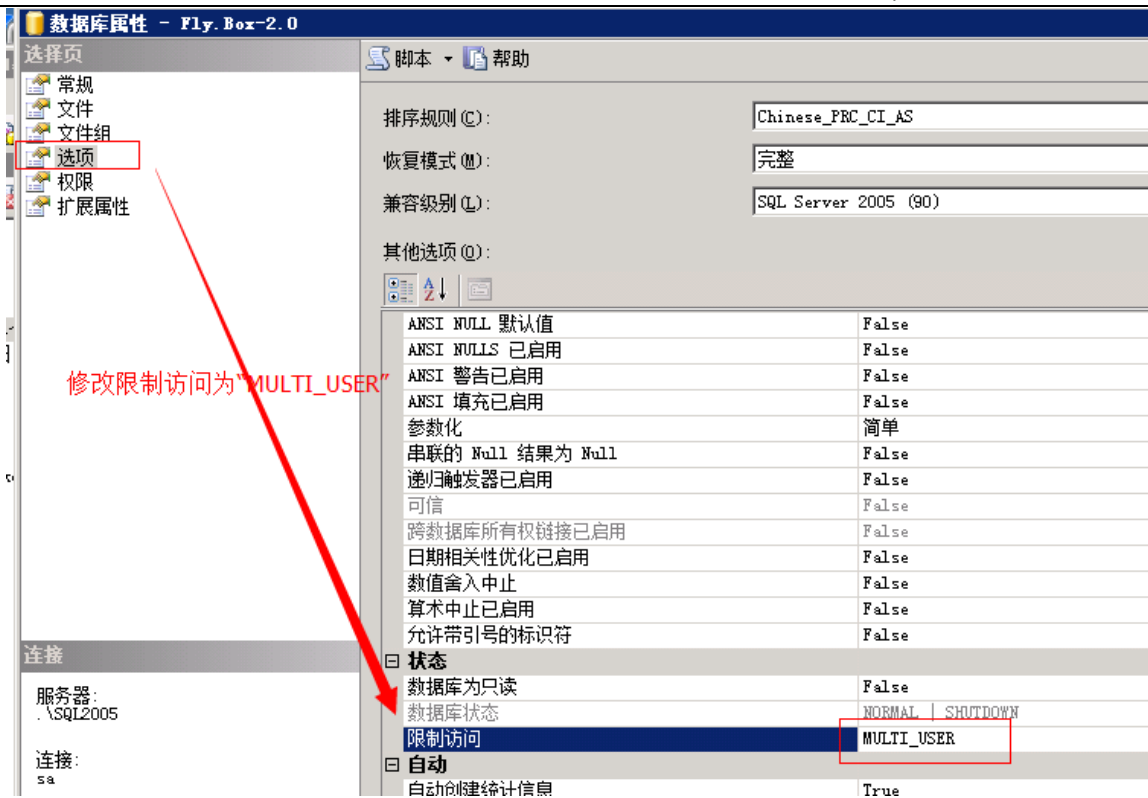 数据库属性 - Fly.Box-2.0
选择页
常规
文件
文件组
选项
权限
扩展属性
脚本 帮助
排序规则(C): Chinese_PRC_CI_AS
恢复模式(M): 完整
兼容级别(L): SQL Server 2005 (90)
其他选项(O):
ANSI NULL 默认值 False
ANSI NULLS 已启用 False
修改限制访问为“MULTI_USER”
ANSI 警告已启用 False
ANSI 填充已启用 False
参数化 简单
串联的 Null 结果为 Null False
递归触发器已启用 False
可信 False
跨数据库所有权链接已启用 False
日期相关性优化已启用 False
数值舍入中止 False
算术中止已启用 False
允许带引号的标识符 False
状态
数据库为只读 False
数据库状态 NORMAL | SHUTDOWN
限制访问 MULTI_USER
自动
自动创建统计信息 True
连接
服务器:
.\SQL2005
连接:
sa